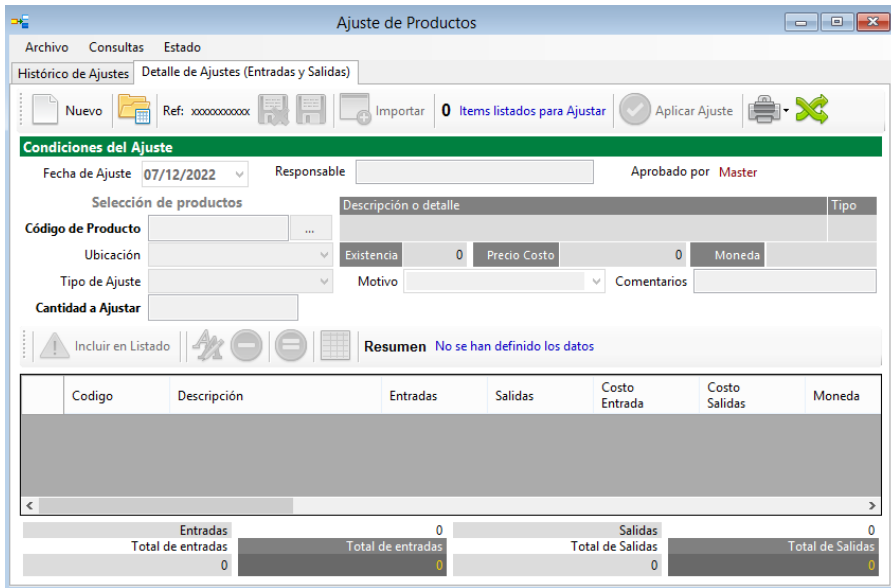 Ajuste de Productos
Archivo Consultas Estado
Histórico de Ajustes Detalle de Ajustes (Entradas y Salidas)
Nuevo Ref: xxxxxxxxxxx Importar 0 Items listados para Ajustar Aplicar Ajuste
Condiciones del Ajuste
Fecha de Ajuste 07/12/2022 Responsable Aprobado por Master
Selección de productos Descripción o detalle Tipo
Código de Producto ...
Ubicación Existencia 0 Precio Costo 0 Moneda
Tipo de Ajuste Motivo Comentarios
Cantidad a Ajustar
Incluir en Listado Resumen No se han definido los datos
Codigo Descripción Entradas Salidas Costo Entrada Costo Salidas Moneda
Entradas 0 Salidas 0
Total de entradas Total de entradas Total de Salidas Total de Salidas
0 0 0 0